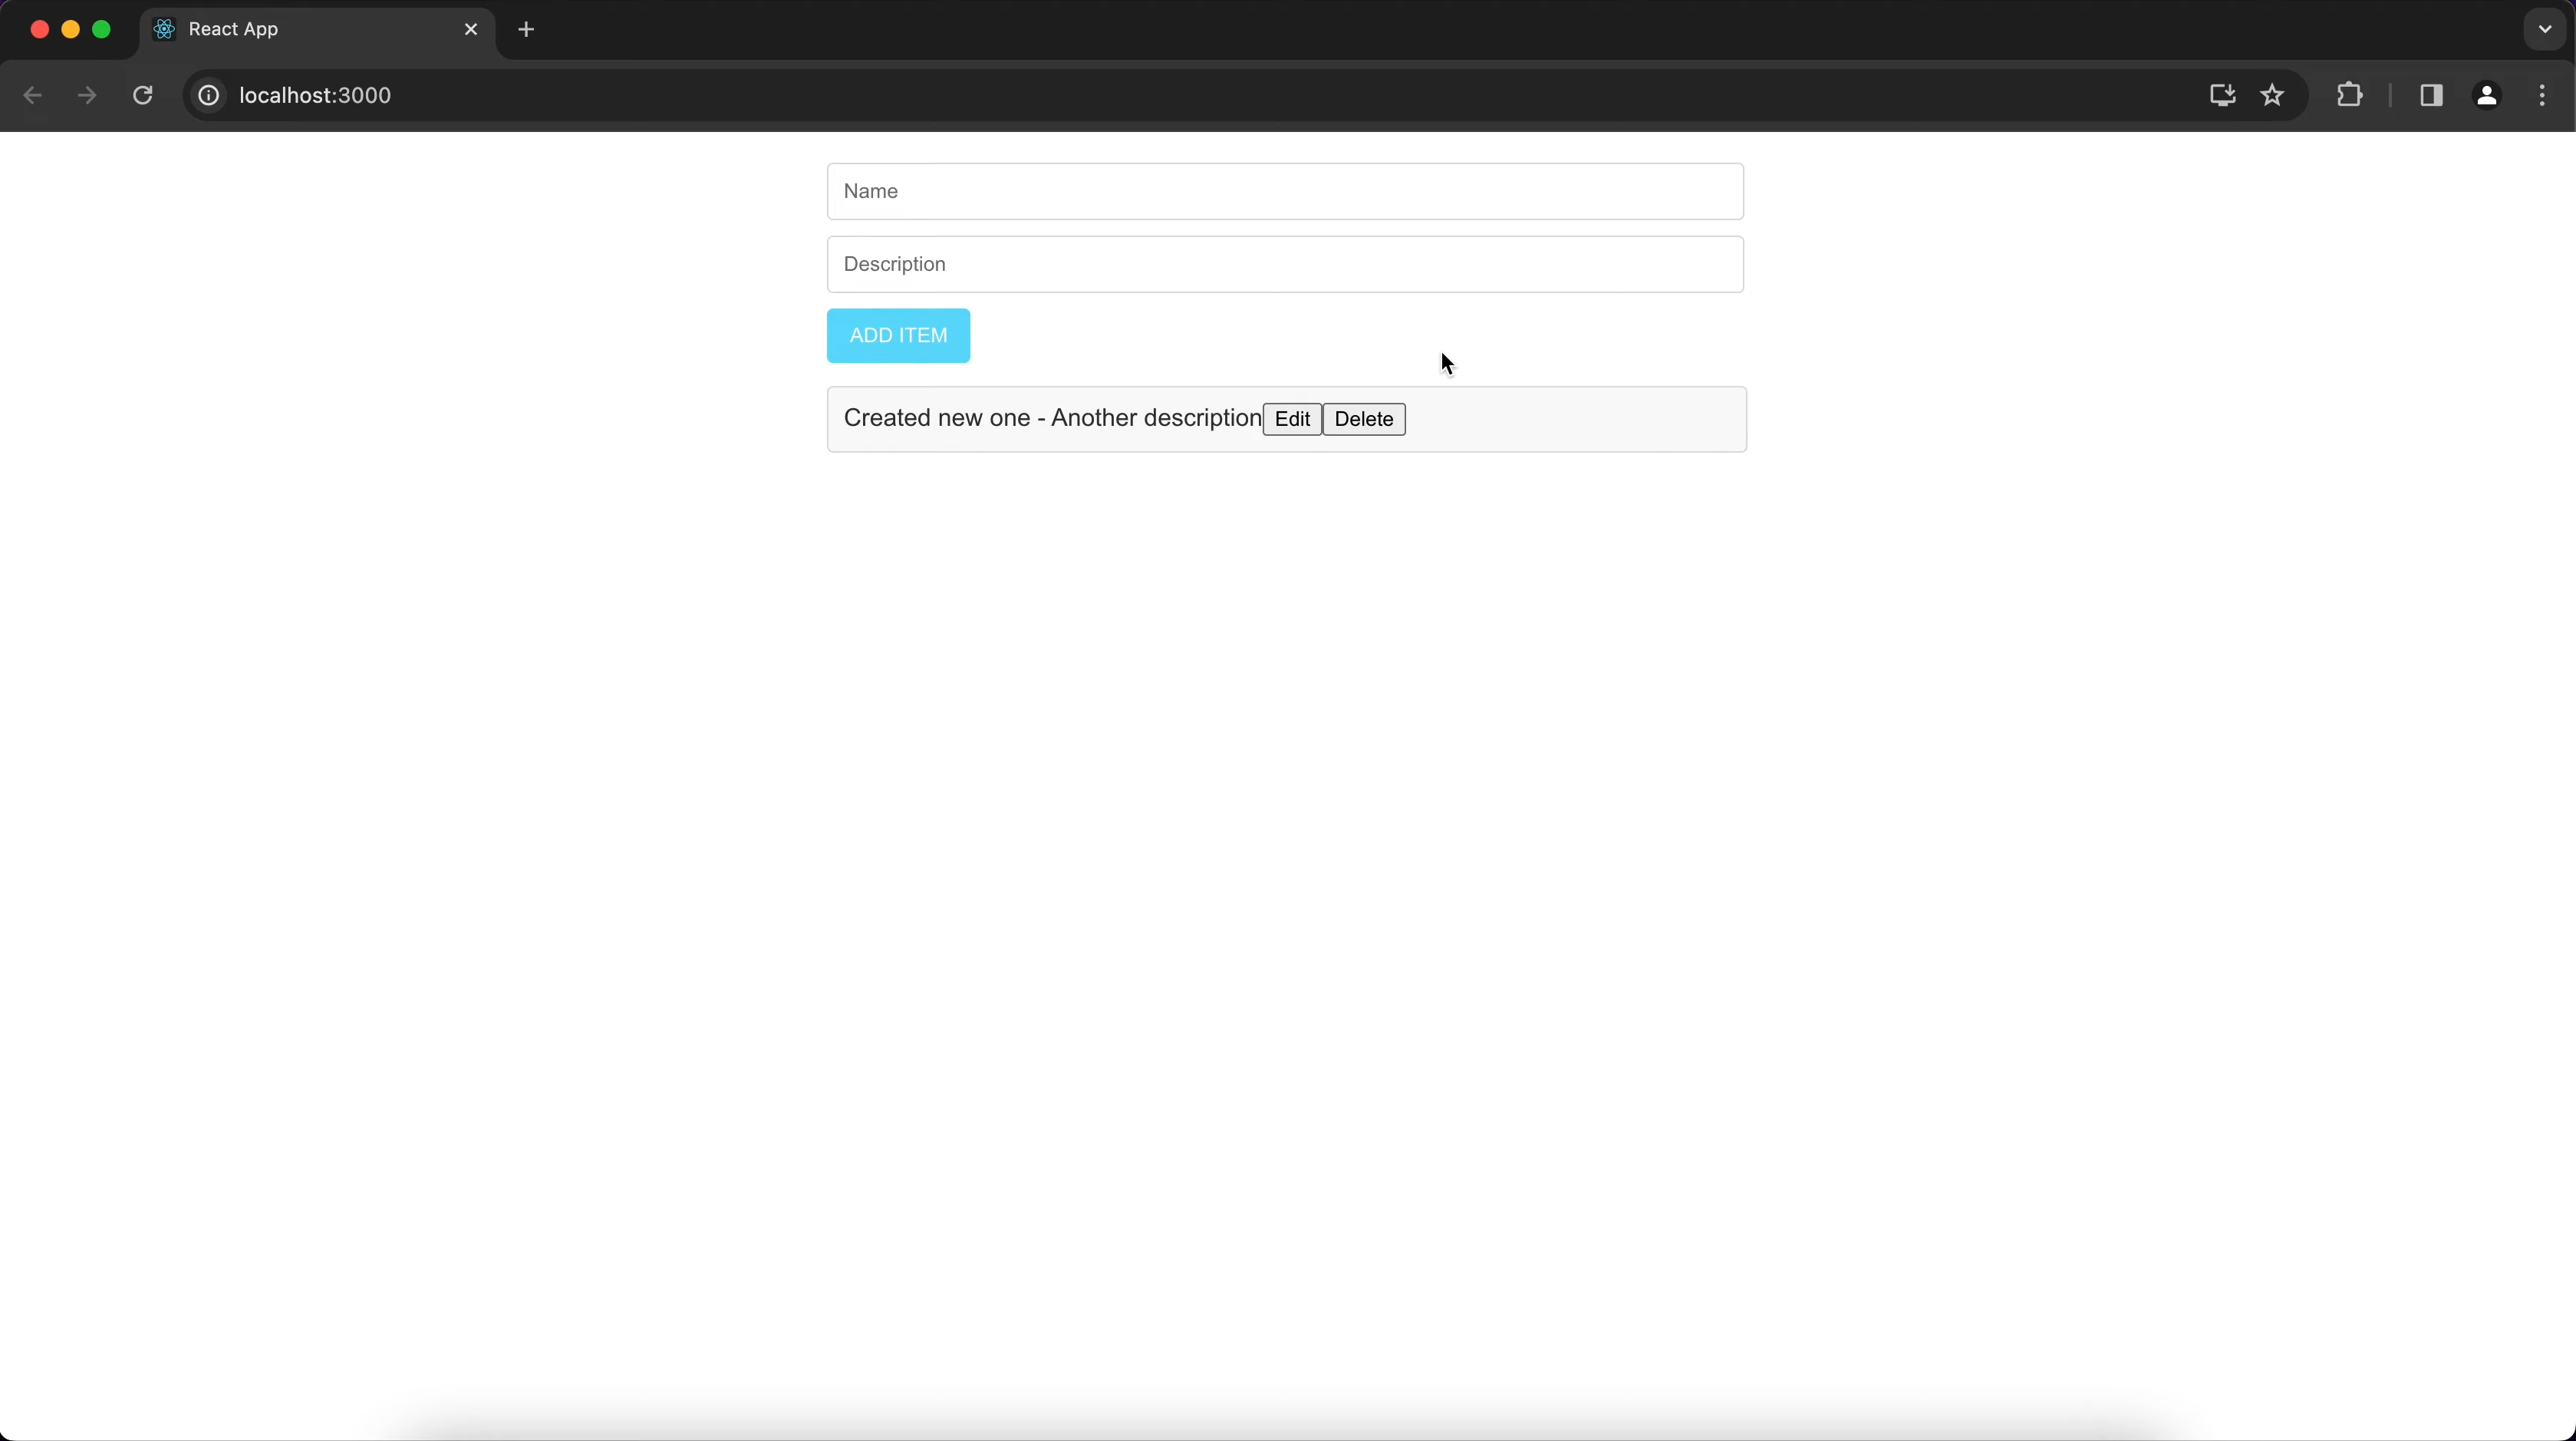 React App
localhost:3000
Name
Description
ADD ITEM
Created new one - Another description Edit Delete